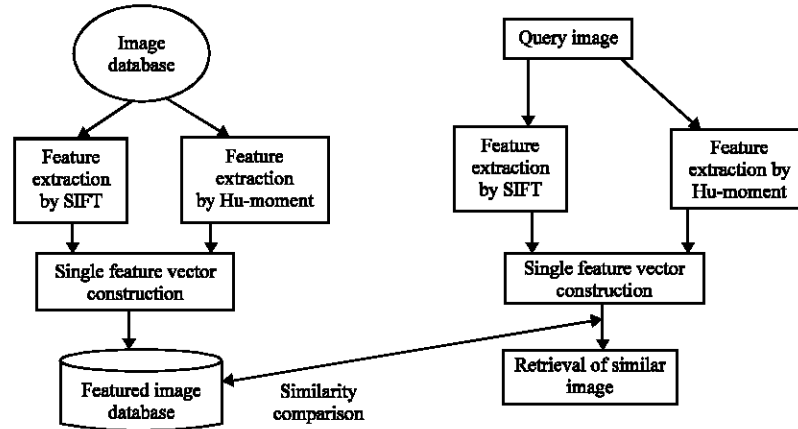 Image
database
Query image
Feature
extraction
by SIFT
Feature
extraction
by Hu-moment
Feature
extraction
by SIFT
Feature
extraction by
Hu-moment
Single feature vector
construction
Single feature vector
construction
Featured image
database
Similarity
comparison
Retrieval of similar
image